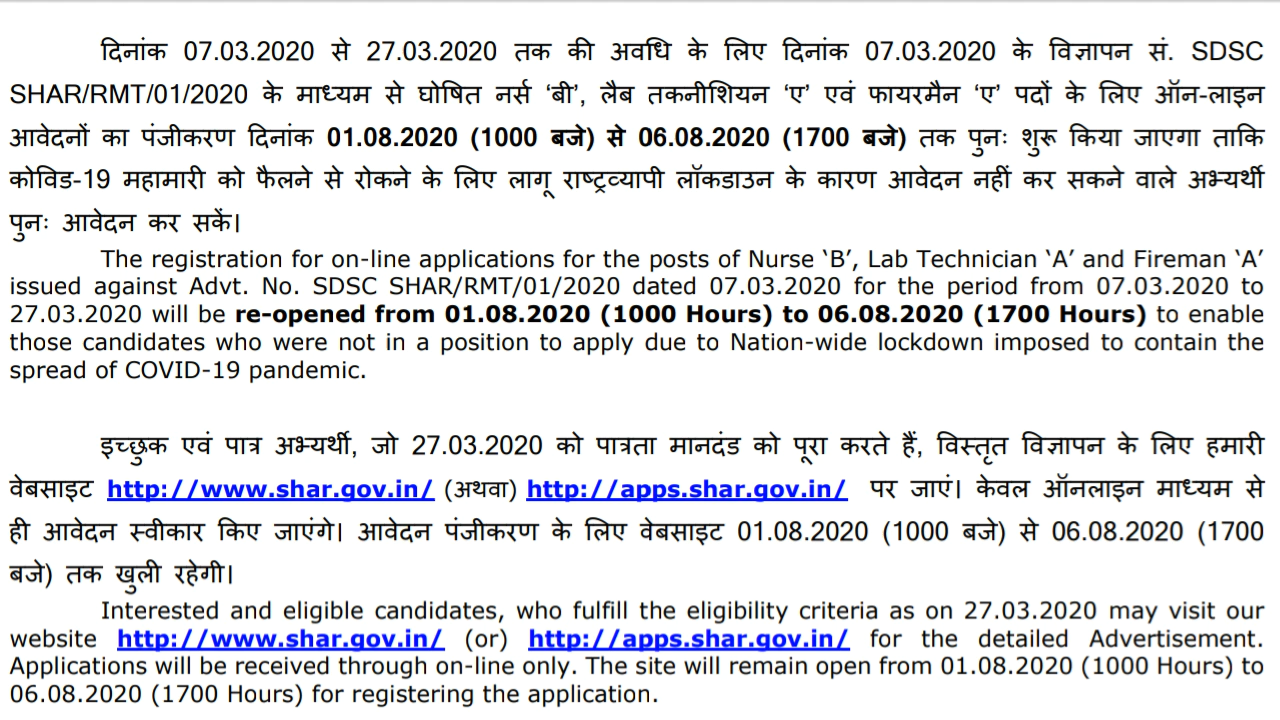 दिनांक 07.03.2020 से 27.03.2020 तक की अवधि के लिए दिनांक 07.03.2020 के विज्ञापन सं. SDSC
SHAR/RMT/01/2020 के माध्यम से घोषित नर्स ‘बी’, लैब तकनीशियन ‘ए’ एवं फायरमैन ‘ए’ पदों के लिए ऑन-लाइन
आवेदनों का पंजीकरण दिनांक 01.08.2020 (1000 बजे) से 06.08.2020 (1700 बजे) तक पुनः शुरू किया जाएगा ताकि
कोविड-19 महामारी को फैलने से रोकने के लिए लागू राष्ट्रव्यापी लॉकडाउन के कारण आवेदन नहीं कर सकने वाले अभ्यर्थी
पुनः आवेदन कर सकें।
The registration for on-line applications for the posts of Nurse ‘B’, Lab Technician ‘A’ and Fireman ‘A’
issued against Advt. No. SDSC SHAR/RMT/01/2020 dated 07.03.2020 for the period from 07.03.2020 to
27.03.2020 will be re-opened from 01.08.2020 (1000 Hours) to 06.08.2020 (1700 Hours) to enable
those candidates who were not in a position to apply due to Nation-wide lockdown imposed to contain the
spread of COVID-19 pandemic.
इच्छुक एवं पात्र अभ्यर्थी, जो 27.03.2020 को पात्रता मानदंड को पूरा करते हैं, विस्तृत विज्ञापन के लिए हमारी
वेबसाइट http://www.shar.gov.in/ (अथवा) http://apps.shar.gov.in/ पर जाएं। केवल ऑनलाइन माध्यम से
ही आवेदन स्वीकार किए जाएंगे। आवेदन पंजीकरण के लिए वेबसाइट 01.08.2020 (1000 बजे) से 06.08.2020 (1700
बजे) तक खुली रहेगी।
Interested and eligible candidates, who fulfill the eligibility criteria as on 27.03.2020 may visit our
website http://www.shar.gov.in/ (or) http://apps.shar.gov.in/ for the detailed Advertisement.
Applications will be received through on-line only. The site will remain open from 01.08.2020 (1000 Hours) to
06.08.2020 (1700 Hours) for registering the application.